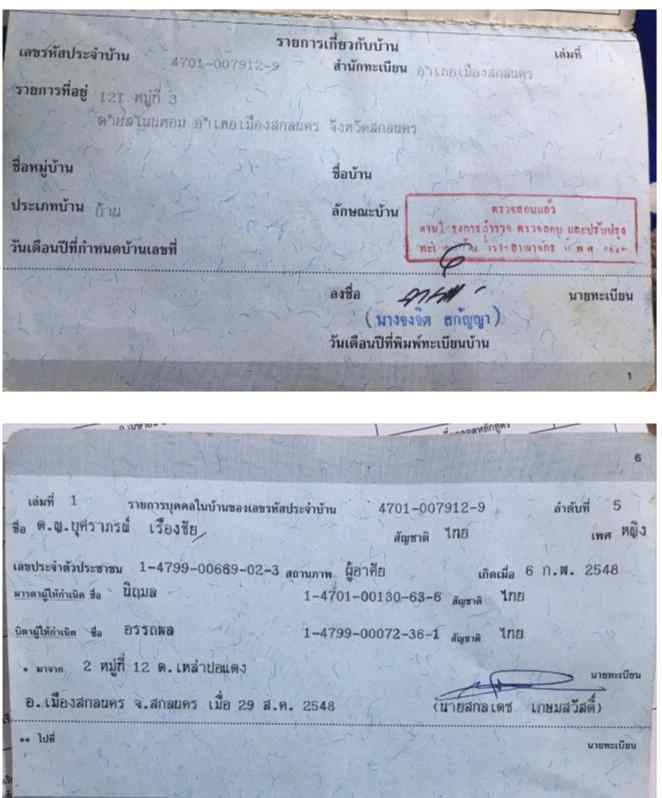 รายการเกี่ยวกับบ้าน เล่มที่
เลขรหัสประจำบ้าน 4701-007912-9 สำนักทะเบียน อำเภอเมืองสกลนคร
รายการที่อยู่ 127 หมู่ที่ 3
อำเภอเมืองสกลนคร จังหวัดสกลนคร
ชื่อหมู่บ้าน ชื่อบ้าน
ประเภทบ้าน บ้าน ลักษณะบ้าน
ตรวจสอบแล้ว
ตรวจสอบ และปรับปรุง
วันเดือนปีที่กำหนดบ้านเลขที่
ลงชื่อ นายทะเบียน
วันเดือนปีที่พิมพ์ทะเบียนบ้าน
1
6
เล่มที่ 1 รายการบุคคลในบ้านของเลขรหัสประจำบ้าน 4701-007912-9 ลำดับที่ 5
ชื่อ ด.ญ.บุศราภรณ์ เรืองชัย สัญชาติ ไทย เพศ หญิง
เลขประจำตัวประชาชน 1-4799-00669-02-3 สถานภาพ ผู้อาศัย เกิดเมื่อ 6 ก.พ. 2548
มารดาผู้ให้กำเนิด ชื่อ นิฤมล 1-4701-00130-63-6 สัญชาติ ไทย
บิดาผู้ให้กำเนิด ชื่อ อรรถพล 1-4799-00072-36-1 สัญชาติ ไทย
* มาจาก 2 หมู่ที่ 12 ต.เหล่าปอแดง นายทะเบียน
อ.เมืองสกลนคร จ.สกลนคร เมื่อ 29 ส.ค. 2548 (นายสกลเดช เกษมสวัสดิ์)
** ไปที่ นายทะเบียน